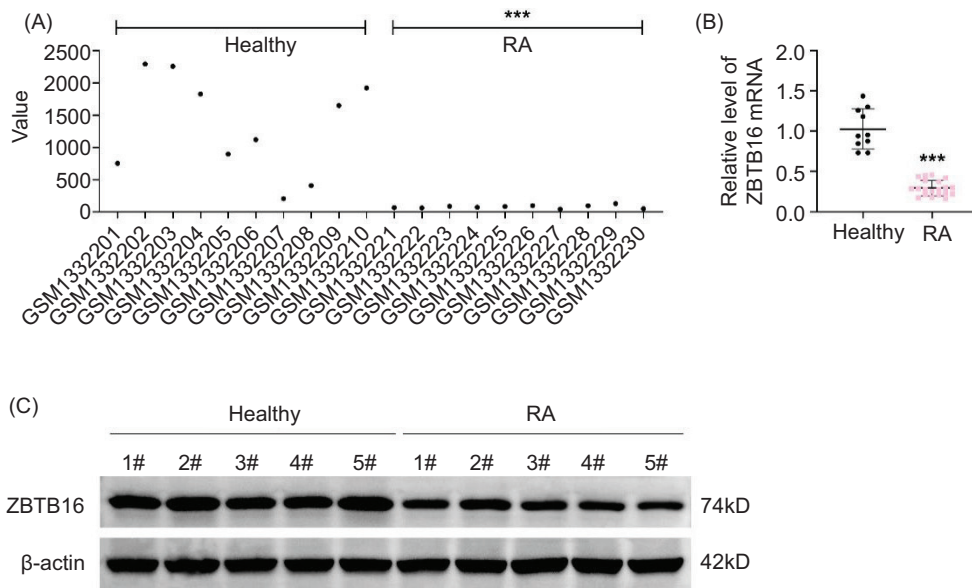 (A)
***
Healthy
RA
Value
2500
2000
1500
1000
500
0
GSM1332201
GSM1332202
GSM1332203
GSM1332204
GSM1332205
GSM1332206
GSM1332207
GSM1332208
GSM1332209
GSM1332210
GSM1332221
GSM1332222
GSM1332223
GSM1332224
GSM1332225
GSM1332226
GSM1332227
GSM1332228
GSM1332229
GSM1332230
(B)
Relative level of
ZBTB16 mRNA
2.0
1.5
1.0
0.5
0.0
***
Healthy RA
(C)
Healthy RA
1# 2# 3# 4# 5# 1# 2# 3# 4# 5#
ZBTB16 74kD
β-actin 42kD